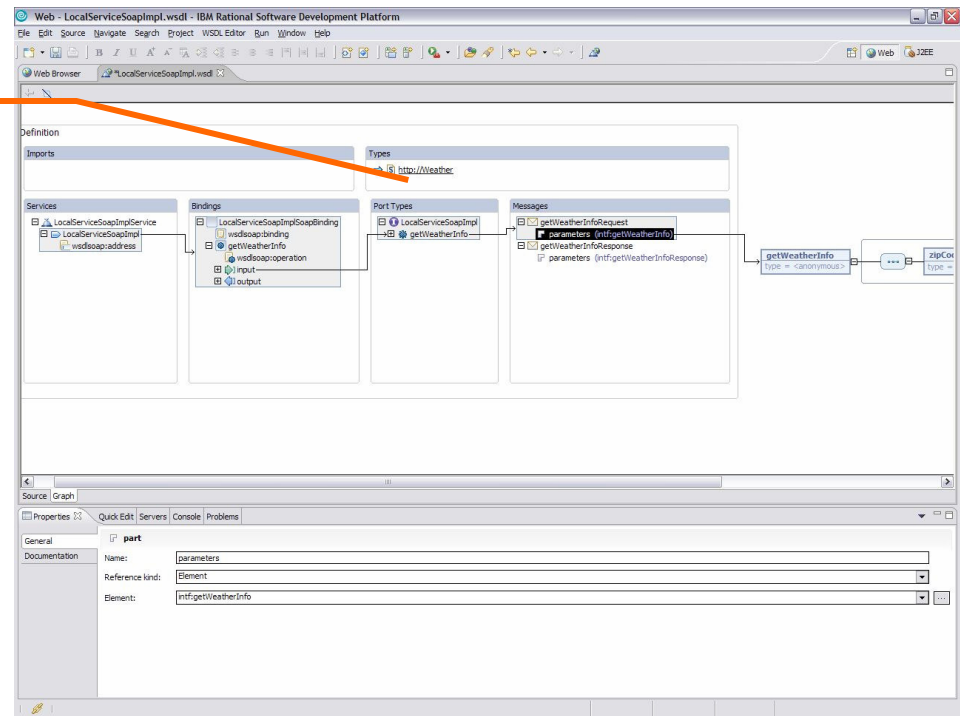 Web - LocalServiceSoapImpl.wsdl - IBM Rational Software Development Platform
File Edit Source Navigate Search Project WSDL Editor Run Window Help
B I U A A
Web J2EE
Web Browser *LocalServiceSoapImpl.wsdl
Definition
Imports
Types
http://Weather
Services
Bindings
Port Types
Messages
LocalServiceSoapImplService
LocalServiceSoapImplSoapBinding
LocalServiceSoapImpl
getWeatherInfoRequest
LocalServiceSoapImpl
wsdlsoap:binding
getWeatherInfo
parameters (intf:getWeatherInfo)
wsdlsoap:address
getWeatherInfo
getWeatherInfoResponse
wsdlsoap:operation
parameters (intf:getWeatherInfoResponse)
input
output
getWeatherInfo
type = <anonymous>
zipCo
type =
Source Graph
Properties Quick Edit Servers Console Problems
General
part
Documentation
Name: parameters
Reference kind: Element
Element: intf:getWeatherInfo
...